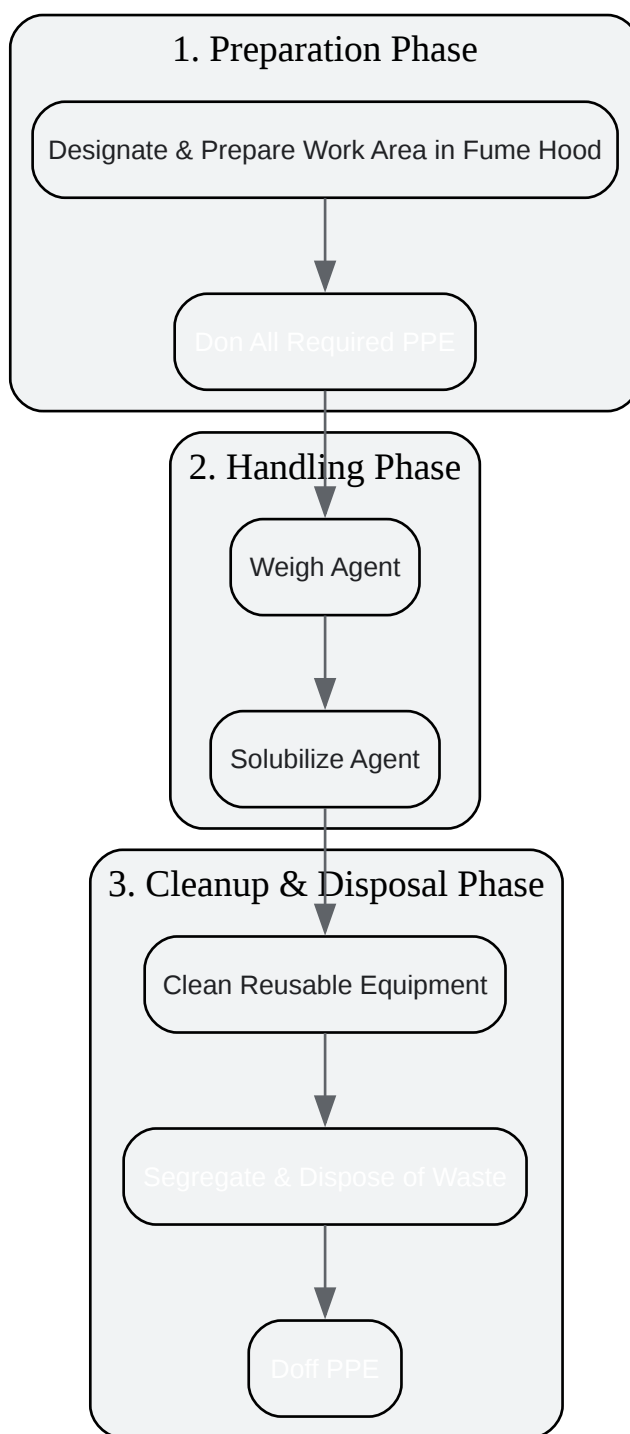 1. Preparation Phase
Designate & Prepare Work Area in Fume Hood
Don All Required PPE
2. Handling Phase
Weigh Agent
Solubilize Agent
3. Cleanup & Disposal Phase
Clean Reusable Equipment
Segregate & Dispose of Waste
Doff PPE